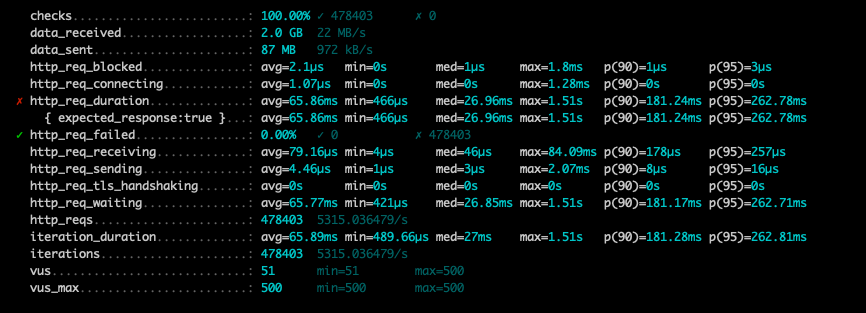 checks.........................: 100.00% ✓ 478403      ✗ 0
data_received..................: 2.0 GB  22 MB/s
data_sent......................: 87 MB   972 kB/s
http_req_blocked...............: avg=2.1µs   min=0s       med=1µs     max=1.8ms   p(90)=1µs      p(95)=3µs
http_req_connecting............: avg=1.07µs  min=0s       med=0s      max=1.28ms  p(90)=0s       p(95)=0s
✗ http_req_duration..............: avg=65.86ms min=466µs    med=26.96ms max=1.51s   p(90)=181.24ms p(95)=262.78ms
{ expected_response:true }...: avg=65.86ms min=466µs    med=26.96ms max=1.51s   p(90)=181.24ms p(95)=262.78ms
✓ http_req_failed................: 0.00%   ✓ 0           ✗ 478403
http_req_receiving.............: avg=79.16µs min=4µs      med=46µs    max=84.09ms p(90)=178µs    p(95)=257µs
http_req_sending...............: avg=4.46µs  min=1µs      med=3µs     max=2.07ms  p(90)=8µs      p(95)=16µs
http_req_tls_handshaking.......: avg=0s      min=0s       med=0s      max=0s      p(90)=0s       p(95)=0s
http_req_waiting...............: avg=65.77ms min=421µs    med=26.85ms max=1.51s   p(90)=181.17ms p(95)=262.71ms
http_reqs......................: 478403  5315.036479/s
iteration_duration.............: avg=65.89ms min=489.66µs med=27ms    max=1.51s   p(90)=181.28ms p(95)=262.81ms
iterations.....................: 478403  5315.036479/s
vus............................: 51      min=51        max=500
vus_max........................: 500     min=500       max=500